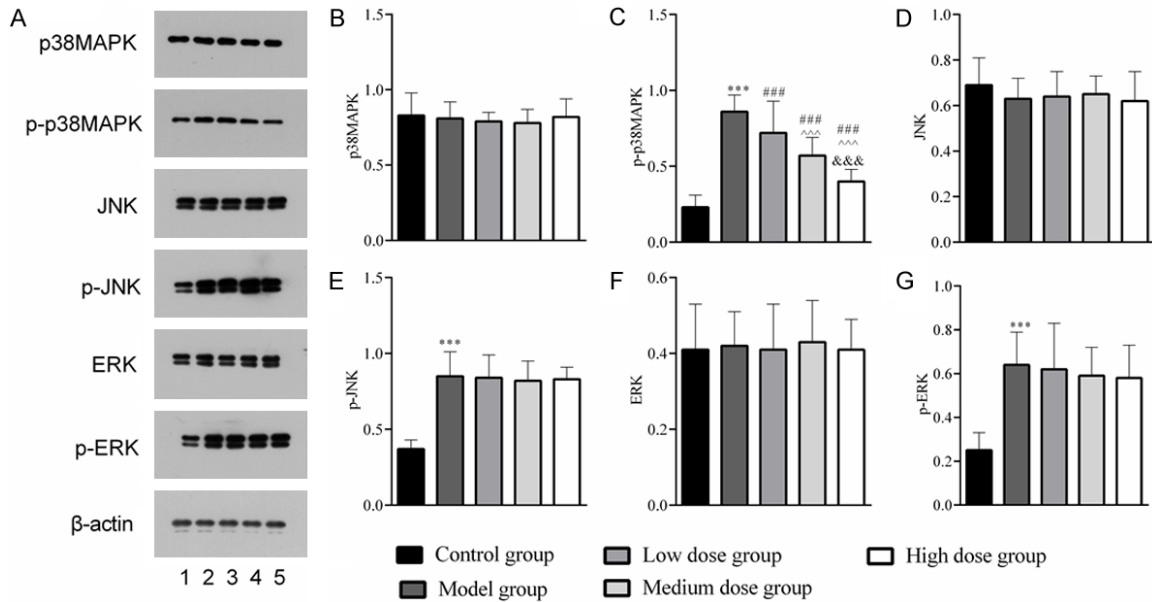 A
p38MAPK
p-p38MAPK
JNK
p-JNK
ERK
p-ERK
β-actin
1 2 3 4 5
B
p38MAPK
1.5
1.0
0.5
0.0
C
p-p38MAPK
1.5
1.0
0.5
0.0
***
###
###
^^^
###
^^^
&&&
D
JNK
1.0
0.8
0.6
0.4
0.2
0.0
E
p-JNK
1.5
1.0
0.5
0.0
***
F
ERK
0.6
0.4
0.2
0.0
G
p-ERK
1.0
0.8
0.6
0.4
0.2
0.0
***
Control group
Low dose group
High dose group
Model group
Medium dose group